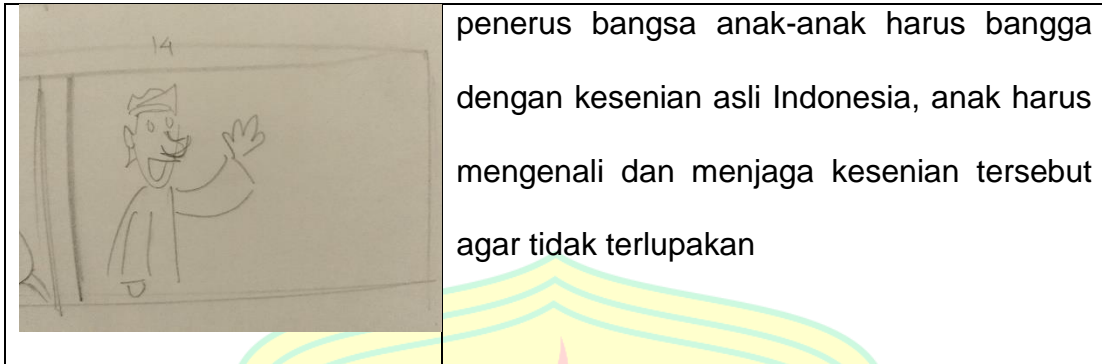 14
penerus bangsa anak-anak harus bangga
dengan kesenian asli Indonesia, anak harus
mengenali dan menjaga kesenian tersebut
agar tidak terlupakan